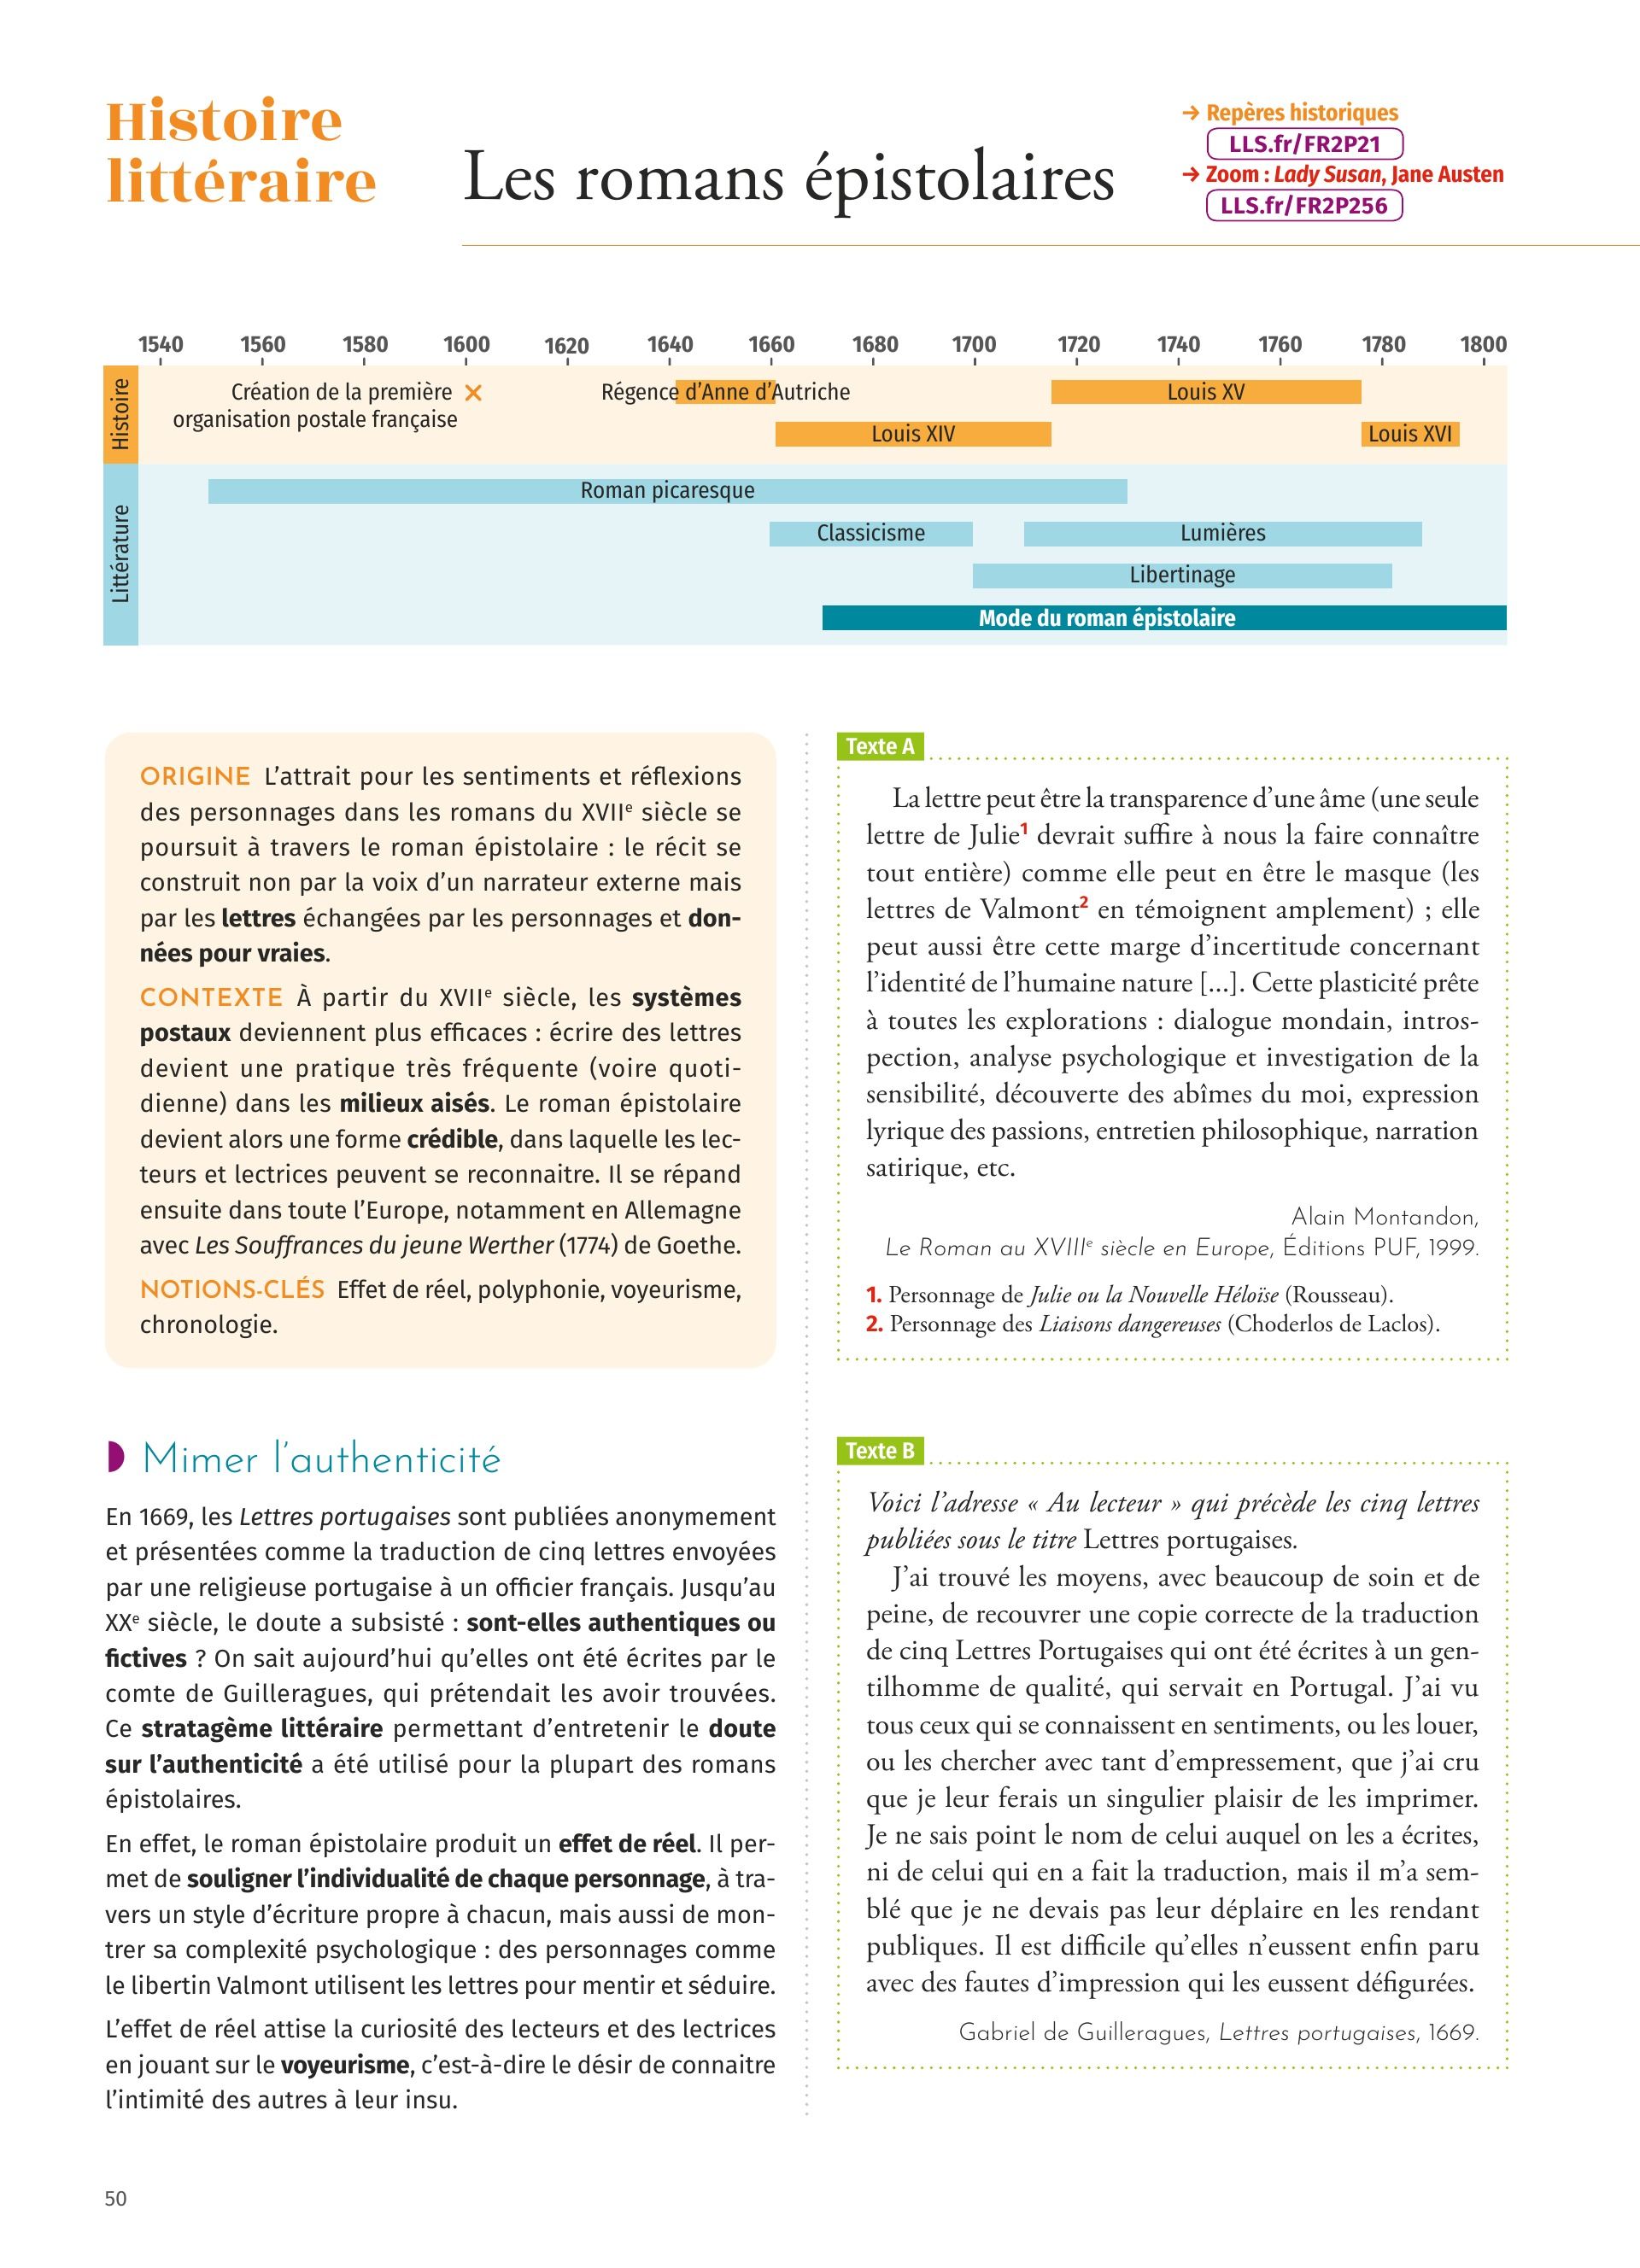 Histoire
littéraire
Les romans épistolaires
→ Repères historiques
LLS.fr/FR2P21
→ Zoom : Lady Susan, Jane Austen
LLS.fr/FR2P256
1540 1560 1580 1600 1620 1640 1660 1680 1700 1720 1740 1760 1780 1800
Histoire
Création de la première
organisation postale française
Régence d’Anne d’Autriche
Louis XV
Louis XIV
Louis XVI
Littérature
Roman picaresque
Classicisme
Lumières
Libertinage
Mode du roman épistolaire
ORIGINE L’attrait pour les sentiments et réflexions
des personnages dans les romans du XVIIe siècle se
poursuit à travers le roman épistolaire : le récit se
construit non par la voix d’un narrateur externe mais
par les lettres échangées par les personnages et don-
nées pour vraies.
CONTEXTE À partir du XVIIe siècle, les systèmes
postaux deviennent plus efficaces : écrire des lettres
devient une pratique très fréquente (voire quoti-
dienne) dans les milieux aisés. Le roman épistolaire
devient alors une forme crédible, dans laquelle les lec-
teurs et lectrices peuvent se reconnaitre. Il se répand
ensuite dans toute l’Europe, notamment en Allemagne
avec Les Souffrances du jeune Werther (1774) de Goethe.
NOTIONS-CLÉS Effet de réel, polyphonie, voyeurisme,
chronologie.
Mimer l’authenticité
En 1669, les Lettres portugaises sont publiées anonymement
et présentées comme la traduction de cinq lettres envoyées
par une religieuse portugaise à un officier français. Jusqu’au
XXe siècle, le doute a subsisté : sont-elles authentiques ou
fictives ? On sait aujourd’hui qu’elles ont été écrites par le
comte de Guilleragues, qui prétendait les avoir trouvées.
Ce stratagème littéraire permettant d’entretenir le doute
sur l’authenticité a été utilisé pour la plupart des romans
épistolaires.
En effet, le roman épistolaire produit un effet de réel. Il per-
met de souligner l’individualité de chaque personnage, à tra-
vers un style d’écriture propre à chacun, mais aussi de mon-
trer sa complexité psychologique : des personnages comme
le libertin Valmont utilisent les lettres pour mentir et séduire.
L’effet de réel attise la curiosité des lecteurs et des lectrices
en jouant sur le voyeurisme, c’est-à-dire le désir de connaitre
l’intimité des autres à leur insu.
Texte A
La lettre peut être la transparence d’une âme (une seule
lettre de Julie1 devrait suffire à nous la faire connaître
tout entière) comme elle peut en être le masque (les
lettres de Valmont2 en témoignent amplement) ; elle
peut aussi être cette marge d’incertitude concernant
l’identité de l’humaine nature [...]. Cette plasticité prête
à toutes les explorations : dialogue mondain, intros-
pection, analyse psychologique et investigation de la
sensibilité, découverte des abîmes du moi, expression
lyrique des passions, entretien philosophique, narration
satirique, etc.
Alain Montandon,
Le Roman au XVIIIe siècle en Europe, Éditions PUF, 1999.
1. Personnage de Julie ou la Nouvelle Héloïse (Rousseau).
2. Personnage des Liaisons dangereuses (Choderlos de Laclos).
Texte B
Voici l’adresse « Au lecteur » qui précède les cinq lettres
publiées sous le titre Lettres portugaises.
J’ai trouvé les moyens, avec beaucoup de soin et de
peine, de recouvrer une copie correcte de la traduction
de cinq Lettres Portugaises qui ont été écrites à un gen-
tilhomme de qualité, qui servait en Portugal. J’ai vu
tous ceux qui se connaissent en sentiments, ou les louer,
ou les chercher avec tant d’empressement, que j’ai cru
que je leur ferais un singulier plaisir de les imprimer.
Je ne sais point le nom de celui auquel on les a écrites,
ni de celui qui en a fait la traduction, mais il m’a sem-
blé que je ne devais pas leur déplaire en les rendant
publiques. Il est difficile qu’elles n’eussent enfin paru
avec des fautes d’impression qui les eussent défigurées.
Gabriel de Guilleragues, Lettres portugaises, 1669.
50